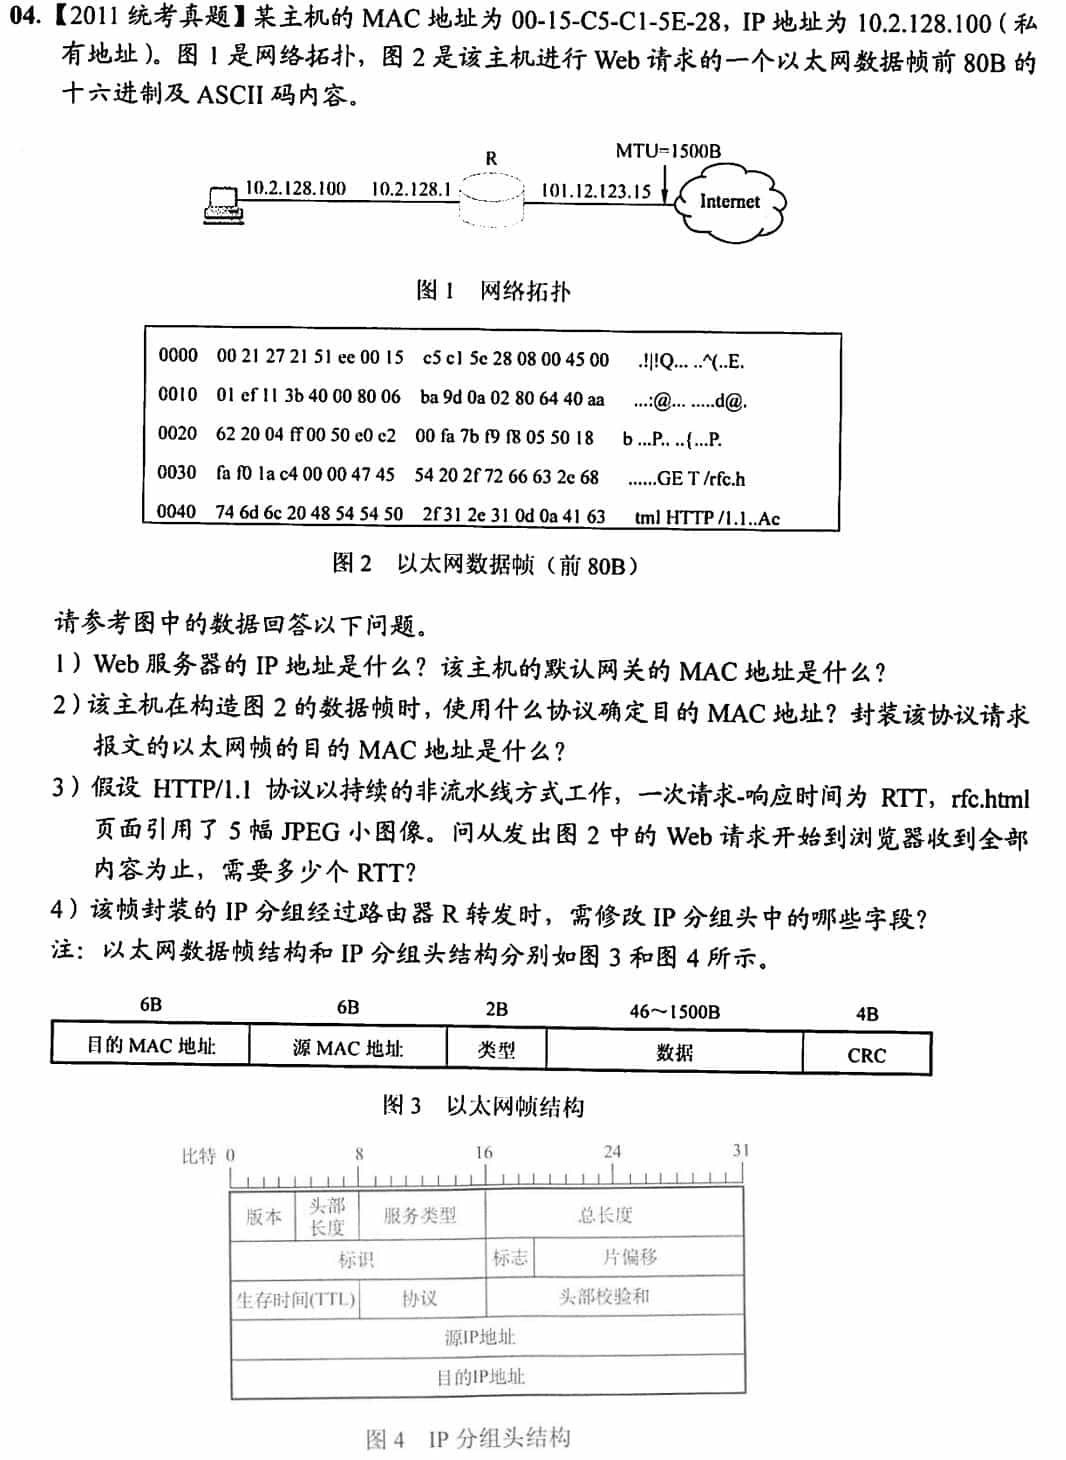 04.【2011 统考真题】某主机的 MAC 地址为 00-15-C5-C1-5E-28，IP 地址为 10.2.128.100（私
有地址）。图 1 是网络拓扑，图 2 是该主机进行 Web 请求的一个以太网数据帧前 80B 的
十六进制及 ASCII 码内容。
R
MTU=1500B
10.2.128.100 10.2.128.1 101.12.123.15 Internet
图 1 网络拓扑
0000 00 21 27 21 51 ee 00 15 c5 c1 5e 28 08 00 45 00 .!|!Q... ..^(..E.
0010 01 ef 11 3b 40 00 80 06 ba 9d 0a 02 80 64 40 aa ...:@... .....d@.
0020 62 20 04 ff 00 50 e0 e2 00 fa 7b f9 f8 05 50 18 b ...P.. ..{...P.
0030 fa f0 1a c4 00 00 47 45 54 20 2f 72 66 63 2e 68 ......GE T /rfc.h
0040 74 6d 6c 20 48 54 54 50 2f 31 2e 31 0d 0a 41 63 tml HTTP /1.1..Ac
图 2 以太网数据帧（前 80B）
请参考图中的数据回答以下问题。
1）Web 服务器的 IP 地址是什么？该主机的默认网关的 MAC 地址是什么？
2）该主机在构造图 2 的数据帧时，使用什么协议确定目的 MAC 地址？封装该协议请求
报文的以太网帧的目的 MAC 地址是什么？
3）假设 HTTP/1.1 协议以持续的非流水线方式工作，一次请求-响应时间为 RTT，rfc.html
页面引用了 5 幅 JPEG 小图像。问从发出图 2 中的 Web 请求开始到浏览器收到全部
内容为止，需要多少个 RTT？
4）该帧封装的 IP 分组经过路由器 R 转发时，需修改 IP 分组头中的哪些字段？
注：以太网数据帧结构和 IP 分组头结构分别如图 3 和图 4 所示。
6B 6B 2B 46～1500B 4B
目的 MAC 地址 源 MAC 地址 类型 数据 CRC
图 3 以太网帧结构
比特 0 8 16 24 31
版本 头部长度 服务类型 总长度
标识 标志 片偏移
生存时间(TTL) 协议 头部校验和
源IP地址
目的IP地址
图 4 IP 分组头结构